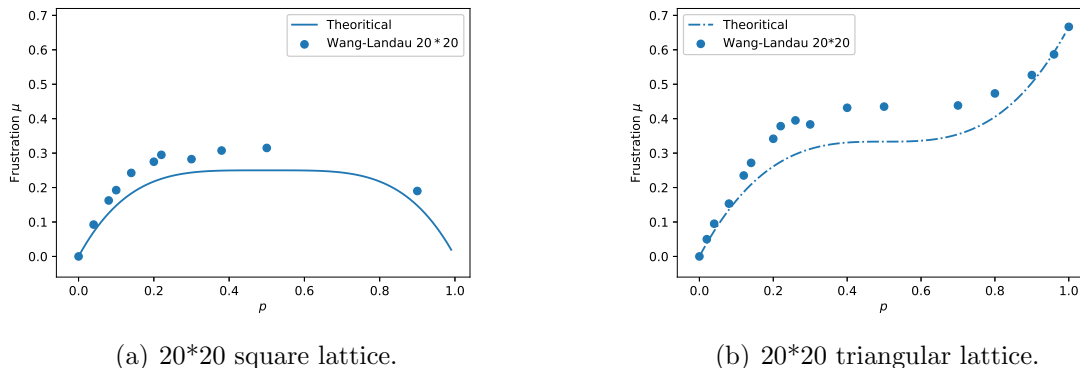 0.7
0.6
0.5
0.4
0.3
0.2
0.1
0.0
Frustration μ
Theoritical
Wang-Landau 20 * 20
0.0 0.2 0.4 0.6 0.8 1.0
p
(a) 20*20 square lattice.
0.7
0.6
0.5
0.4
0.3
0.2
0.1
0.0
Frustration μ
Theoritical
Wang-Landau 20*20
0.0 0.2 0.4 0.6 0.8 1.0
p
(b) 20*20 triangular lattice.